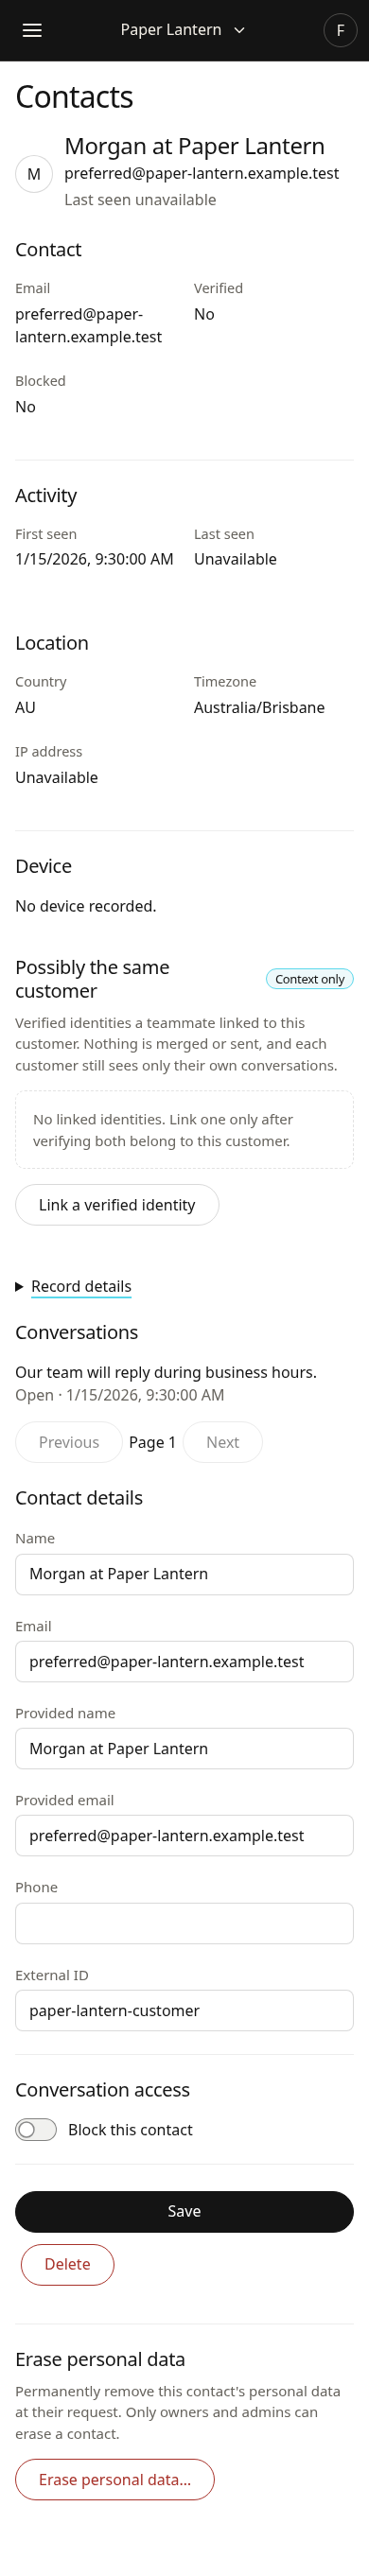 Paper Lantern
F
Contacts
M
Morgan at Paper Lantern
preferred@paper-lantern.example.test
Last seen unavailable
Contact
Email
Verified
preferred@paper-
lantern.example.test
No
Blocked
No
Activity
First seen
Last seen
1/15/2026, 9:30:00 AM
Unavailable
Location
Country
Timezone
AU
Australia/Brisbane
IP address
Unavailable
Device
No device recorded.
Possibly the same
customer
Context only
Verified identities a teammate linked to this
customer. Nothing is merged or sent, and each
customer still sees only their own conversations.
No linked identities. Link one only after
verifying both belong to this customer.
Link a verified identity
Record details
Conversations
Our team will reply during business hours.
Open · 1/15/2026, 9:30:00 AM
Previous
Page 1
Next
Contact details
Name
Morgan at Paper Lantern
Email
preferred@paper-lantern.example.test
Provided name
Morgan at Paper Lantern
Provided email
preferred@paper-lantern.example.test
Phone
External ID
paper-lantern-customer
Conversation access
Block this contact
Save
Delete
Erase personal data
Permanently remove this contact's personal data
at their request. Only owners and admins can
erase a contact.
Erase personal data...